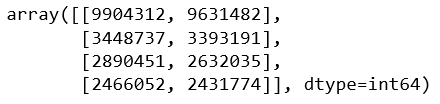 array([[9904312, 9631482],
       [3448737, 3393191],
       [2890451, 2632035],
       [2466052, 2431774]], dtype=int64)